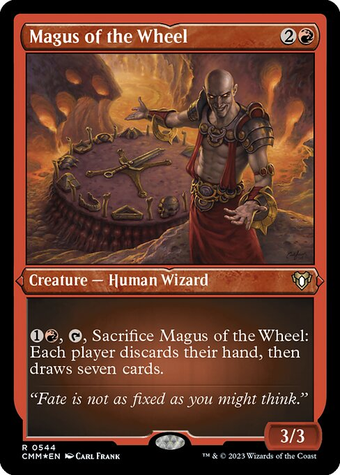 Magus of the Wheel 2
Creature — Human Wizard
1, Sacrifice Magus of the Wheel:
Each player discards their hand, then
draws seven cards.
“Fate is not as fixed as you might think.”
R 0544
CMM★EN Carl Frank
™ & © 2023 Wizards of the Coast
3/3